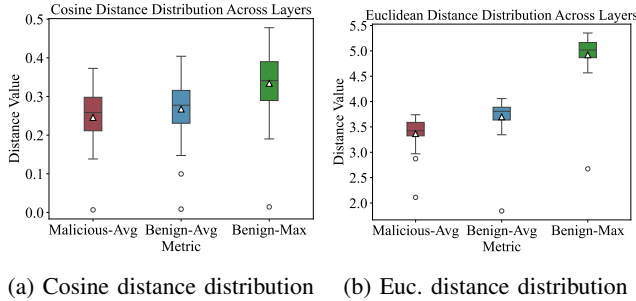 Cosine Distance Distribution Across Layers
0.5
0.4
0.3
0.2
0.1
0.0
Distance Value
Malicious-Avg Benign-Avg Benign-Max
Metric
(a) Cosine distance distribution
Euclidean Distance Distribution Across Layers
5.5
5.0
4.5
4.0
3.5
3.0
2.5
2.0
Distance Value
Malicious-Avg Benign-Avg Benign-Max
Metric
(b) Euc. distance distribution